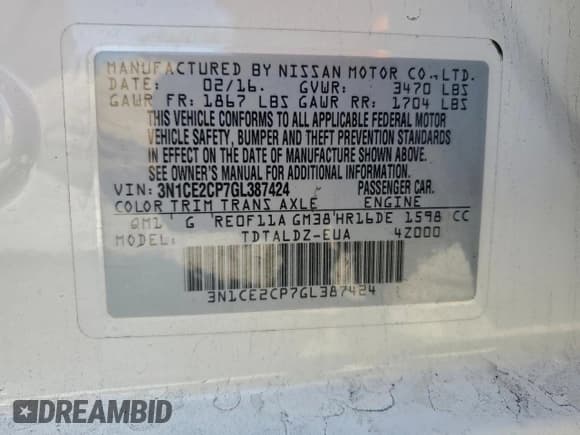 MANUFACTURED BY NISSAN MOTOR CO.,LTD.
DATE: 02/16. GVWR: 3470 LBS
GAWR FR: 1867 LBS GAWR RR: 1704 LBS
THIS VEHICLE CONFORMS TO ALL APPLICABLE FEDERAL MOTOR
VEHICLE SAFETY, BUMPER AND THEFT PREVENTION STANDARDS
IN EFFECT ON THE DATE OF MANUFACTURE SHOWN ABOVE.
SEE OWNER'S MANUAL FOR ADDITIONAL INFORMATION.
VIN: 3N1CE2CP7GL387424 PASSENGER CAR.
COLOR TRIM TRANS AXLE ENGINE
QM1 G RE0F11A GM38 HR16DE 1598 CC
MODEL: TDTALDZ-EUA 4Z000
3N1CE2CP7GL387424
DREAMBID